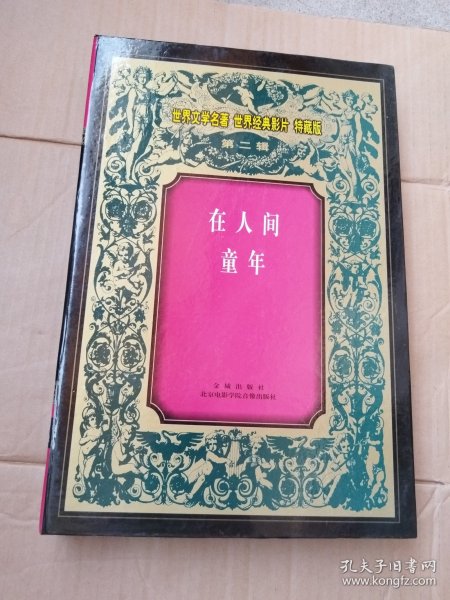 世界文学名著 世界经典影片 特藏版
第二辑
在人间
童年
金城出版社
北京电影学院音像出版社
孔夫子旧书网
www.kongfz.com